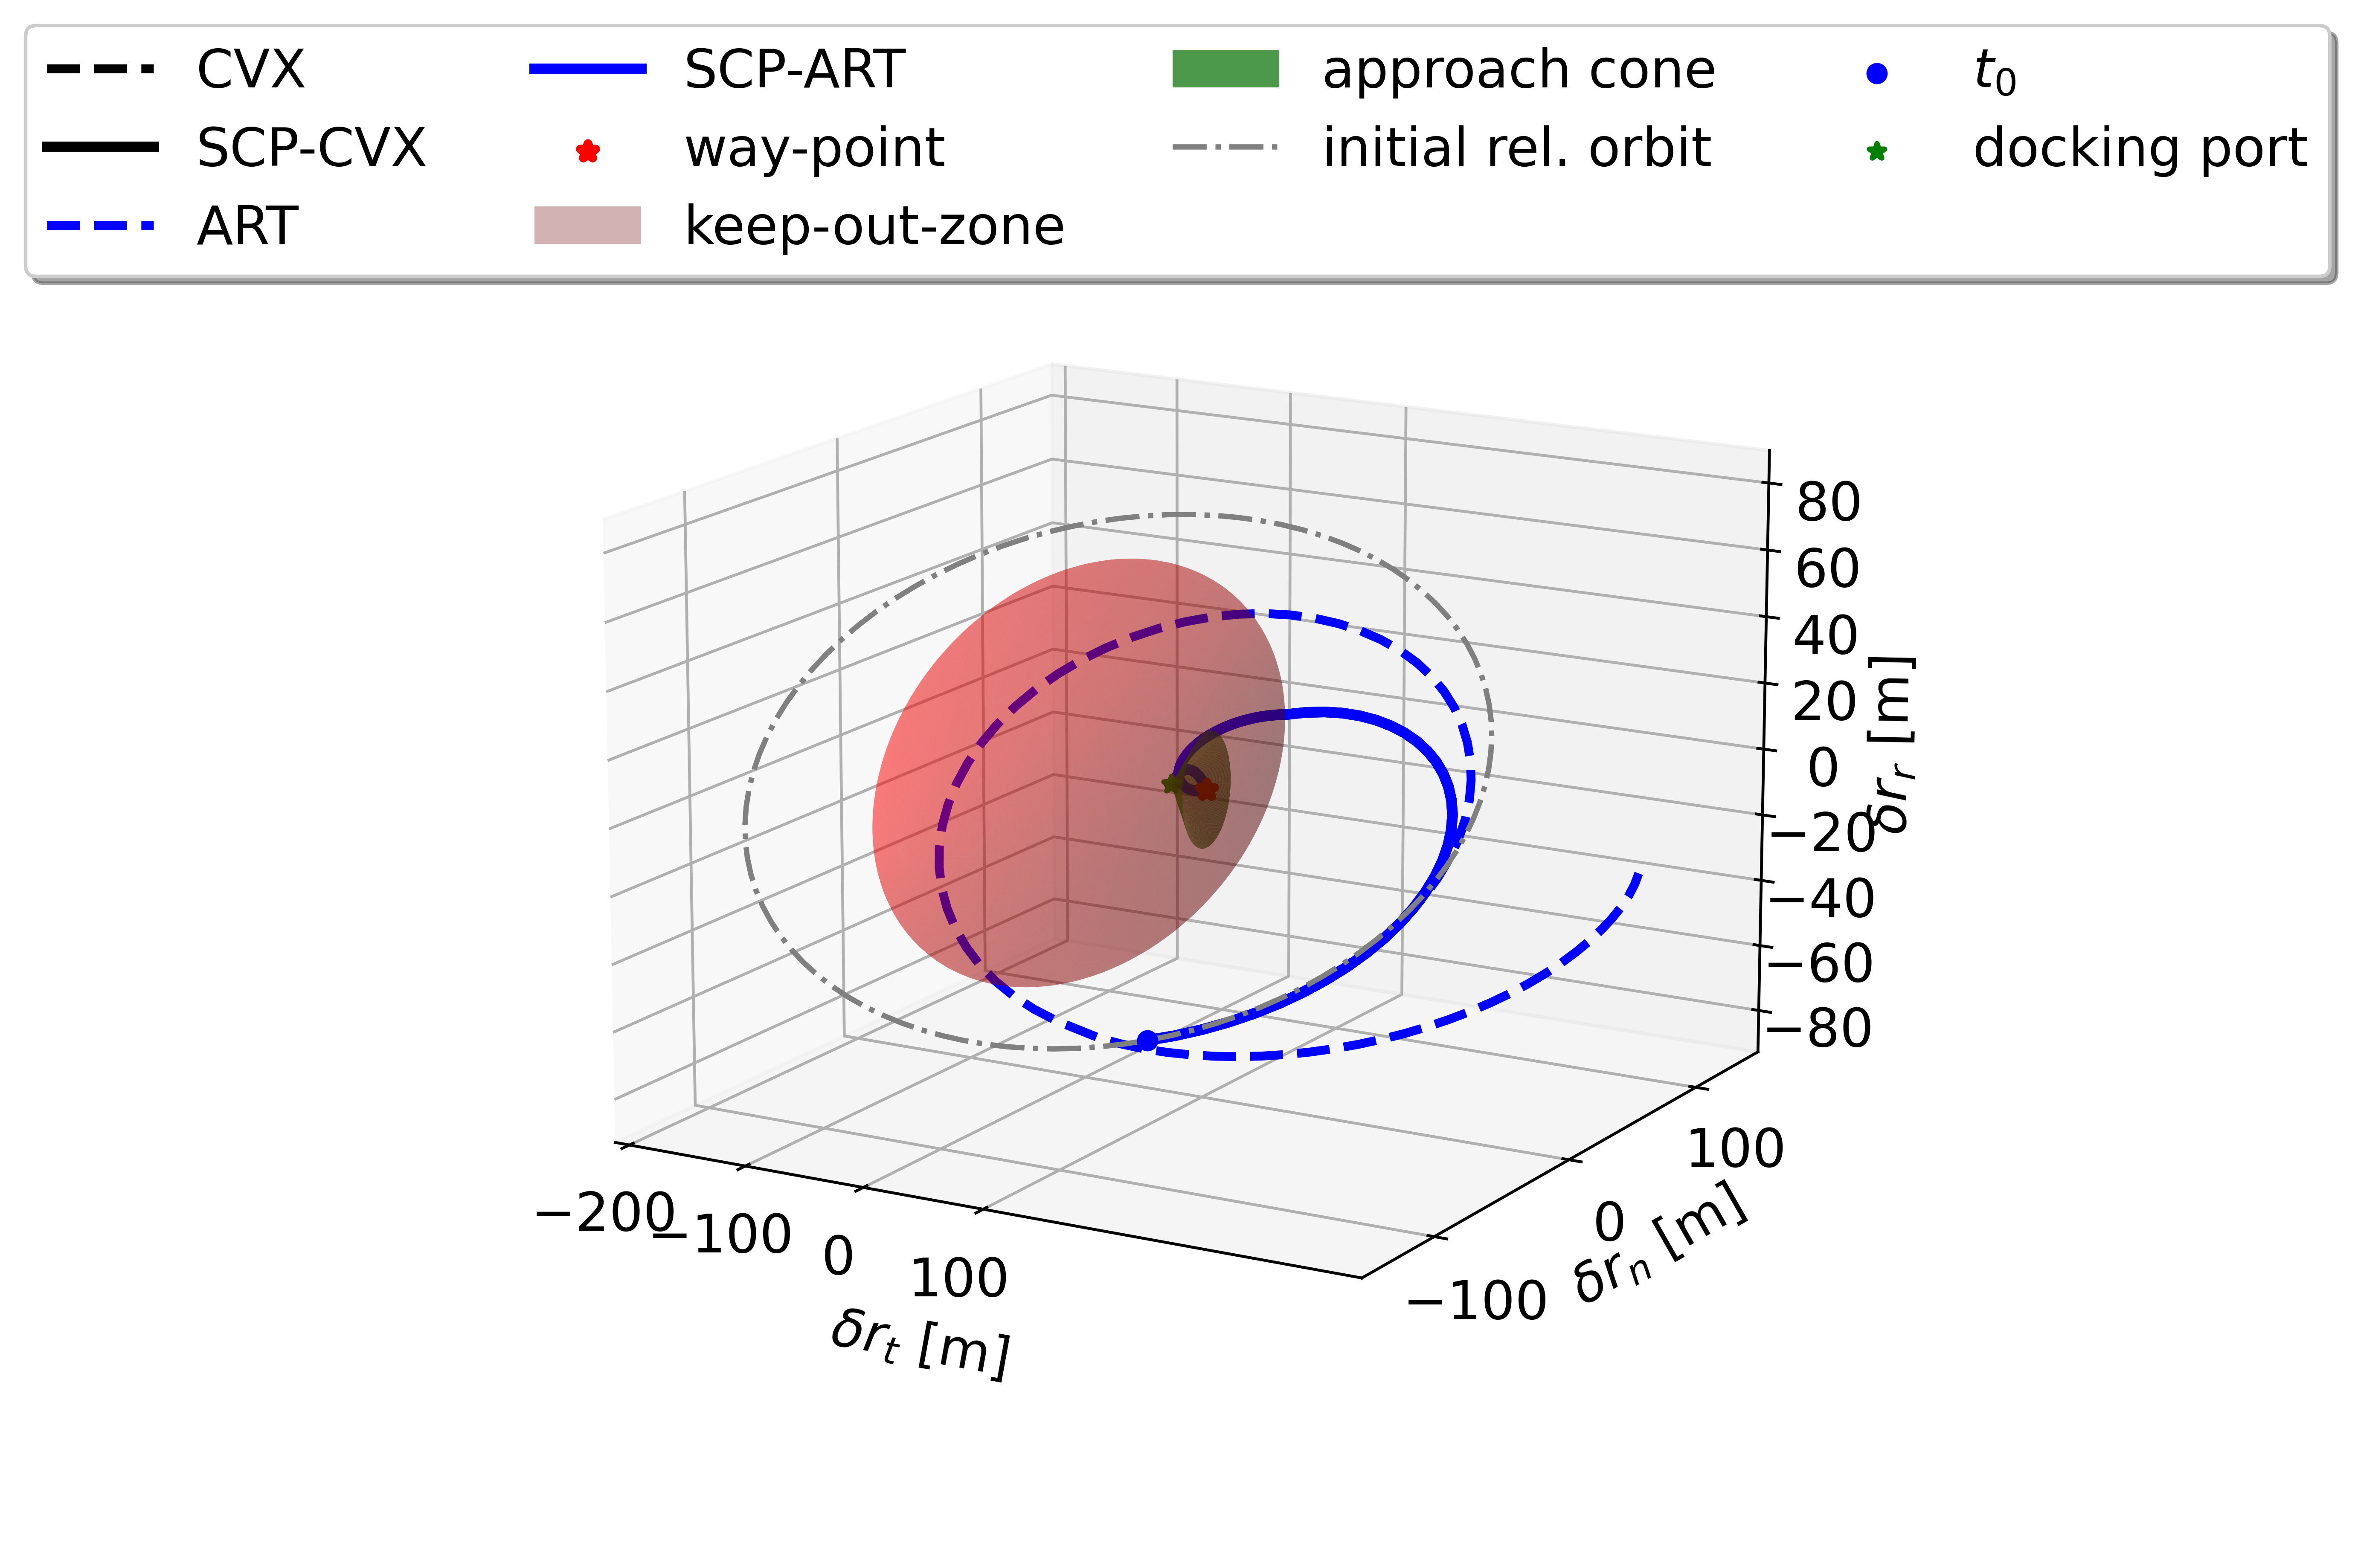 CVX
SCP-CVX
ART
SCP-ART
way-point
keep-out-zone
approach cone
initial rel. orbit
t₀
docking port
80
60
40
20
0
−20
−40
−60
−80
δrᵣ [m]
−200
−100
0
100
δrₜ [m]
−100
0
100
δrₙ [m]